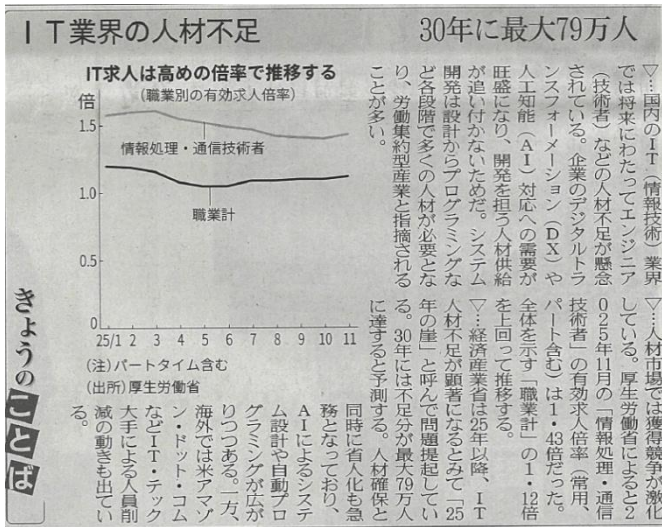 IT業界の人材不足　30年に最大79万人
IT求人は高めの倍率で推移する
(職業別の有効求人倍率)
倍
1.5
情報処理・通信技術者
1.0
職業計
0.5
0
25/1 2 3 4 5 6 7 8 9 10 11
(注)パートタイム含む
(出所)厚生労働省
きょうのことば
▽…国内のIT(情報技術)業界
では将来にわたってエンジニア
(技術者)などの人材不足が懸念
されている。企業のデジタルトラ
ンスフォーメーション(DX)や
人工知能(AI)対応への需要が
旺盛になり、開発を担う人材供給
が追い付かないためだ。システム
開発は設計からプログラミングな
ど各段階で多くの人材が必要とな
り、労働集約型産業と指摘される
ことが多い。
▽…人材市場では獲得競争が激化
している。厚生労働省によると2
025年11月の「情報処理・通信
技術者」の有効求人倍率(常用、
パート含む)は1・43倍だった。
全体を示す「職業計」の1・12倍
を上回って推移する。
▽…経済産業省は25年以降、IT
人材不足が顕著になるとみて「25
年の崖」と呼んで問題提起してい
る。30年には不足分が最大79万人
に達すると予測する。人材確保と
同時に省人化も急
務となっており、
AIによるシステ
ム設計や自動プロ
グラミングが広が
りつつある。一方、
海外では米アマゾ
ン・ドット・コム
などIT・テック
大手による人員削
減の動きも出てい
る。